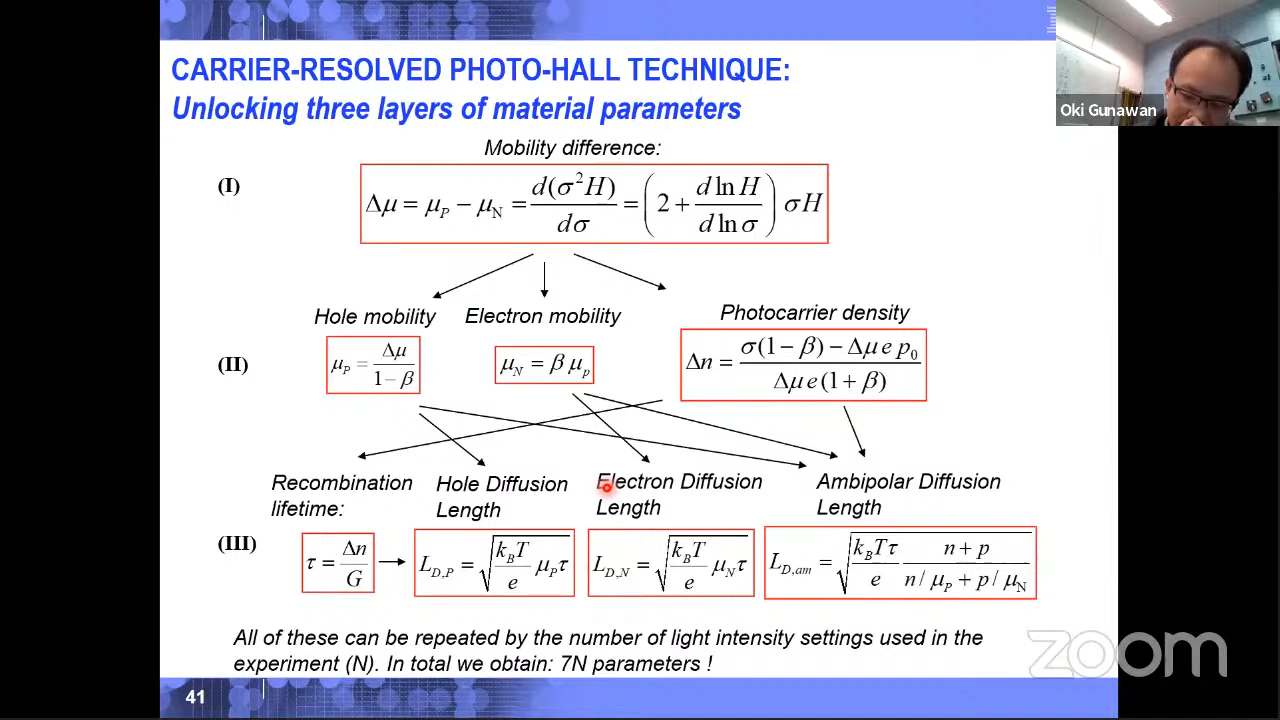 CARRIER-RESOLVED PHOTO-HALL TECHNIQUE:
Unlocking three layers of material parameters
Oki Gunawan
Mobility difference:
(I)
Δμ = μ_P − μ_N = d(σ²H)/dσ = (2 + d ln H / d ln σ) σH
Hole mobility
Electron mobility
Photocarrier density
(II)
μ_P = Δμ / (1 − β)
μ_N = β μ_p
Δn = (σ(1 − β) − Δμ e p₀) / (Δμ e(1 + β))
Recombination
lifetime:
Hole Diffusion
Length
Electron Diffusion
Length
Ambipolar Diffusion
Length
(III)
τ = Δn / G
L_{D,P} = √((k_B T / e) μ_P τ)
L_{D,N} = √((k_B T / e) μ_N τ)
L_{D,am} = √((k_B T τ / e) (n + p) / (n / μ_P + p / μ_N))
All of these can be repeated by the number of light intensity settings used in the
experiment (N). In total we obtain: 7N parameters !
zoom
41